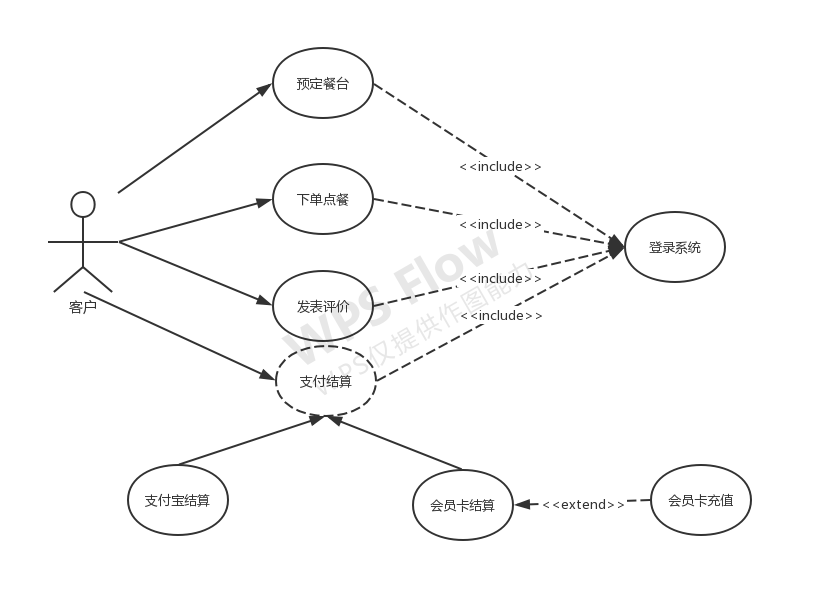 预定餐台
<<include>>
下单点餐
<<include>>
登录系统
客户
发表评价
<<include>>
<<include>>
支付结算
WPS Flow
WPS仅提供作图能力
支付宝结算
会员卡结算
<<extend>>
会员卡充值